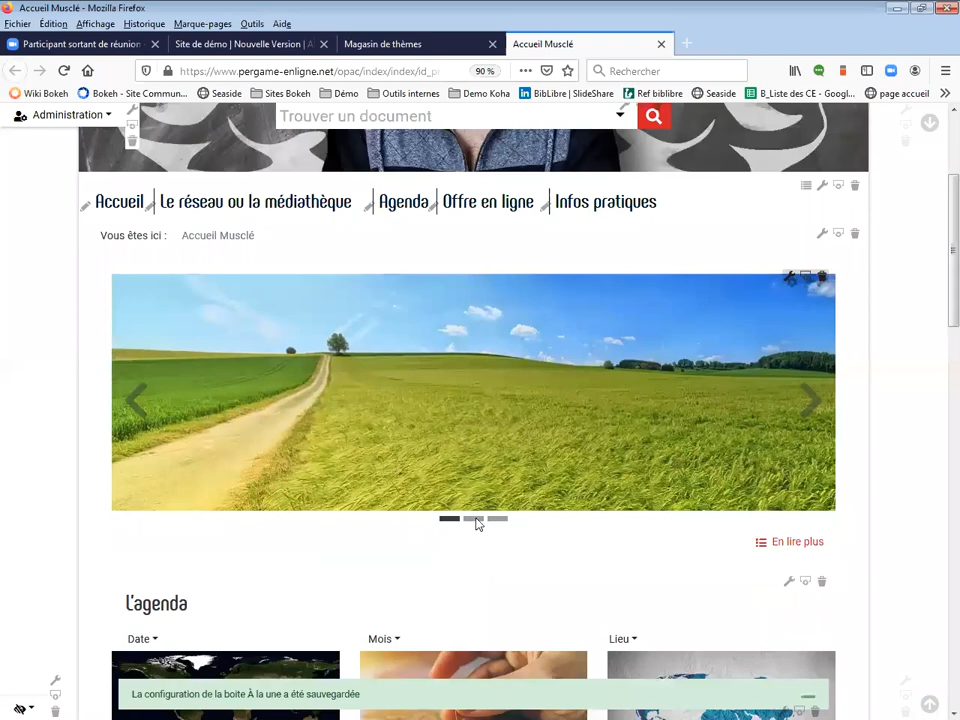 Accueil Musclé - Mozilla Firefox
Fichier Édition Affichage Historique Marque-pages Outils Aide
Participant sortant de réunion
Site de démo | Nouvelle Version | A
Magasin de thèmes
Accueil Musclé
https://www.pergame-enligne.net/opac/index/index/id_p
90 %
Rechercher
Wiki Bokeh Bokeh - Site Commun... Seaside Sites Bokeh Démo Outils internes Demo Koha BibLibre | SlideShare Ref biblibre Seaside B_Liste des CE - Googl... page accueil
Administration
Trouver un document
Accueil Le réseau ou la médiathèque Agenda Offre en ligne Infos pratiques
Vous êtes ici : Accueil Musclé
En lire plus
L'agenda
Date Mois Lieu
La configuration de la boite À la une a été sauvegardée